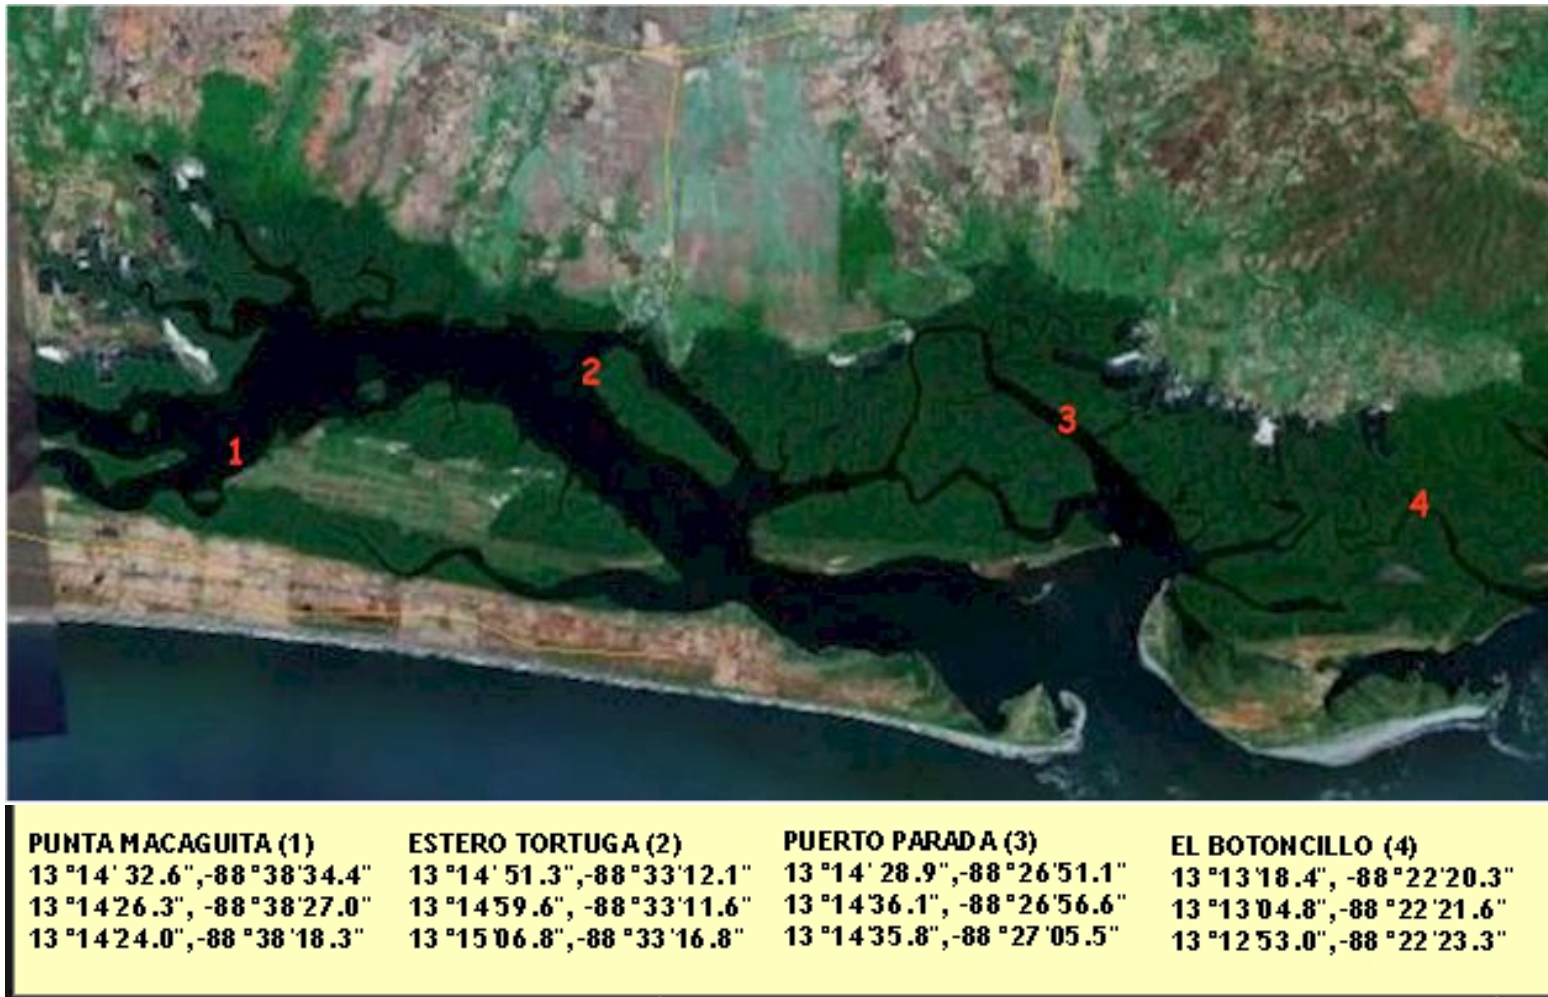 1
2
3
4
PUNTA MACAGUITA (1)
13 °14' 32.6",-88°38'34.4"
13 °14'26.3", -88°38'27.0"
13 °14'24.0",-88 °38'18.3"
ESTERO TORTUGA (2)
13 °14' 51.3",-88°33'12.1"
13 °14'59.6", -88°33'11.6"
13 °15'06.8",-88 °33'16.8"
PUERTO PARADA (3)
13 °14' 28.9",-88°26'51.1"
13 °14'36.1", -88°26'56.6"
13 °14'35.8",-88 °27'05.5"
EL BOTONCILLO (4)
13 °13'18.4", -88°22'20.3"
13 °13'04.8",-88 °22'21.6"
13 °12'53.0",-88 °22'23.3"